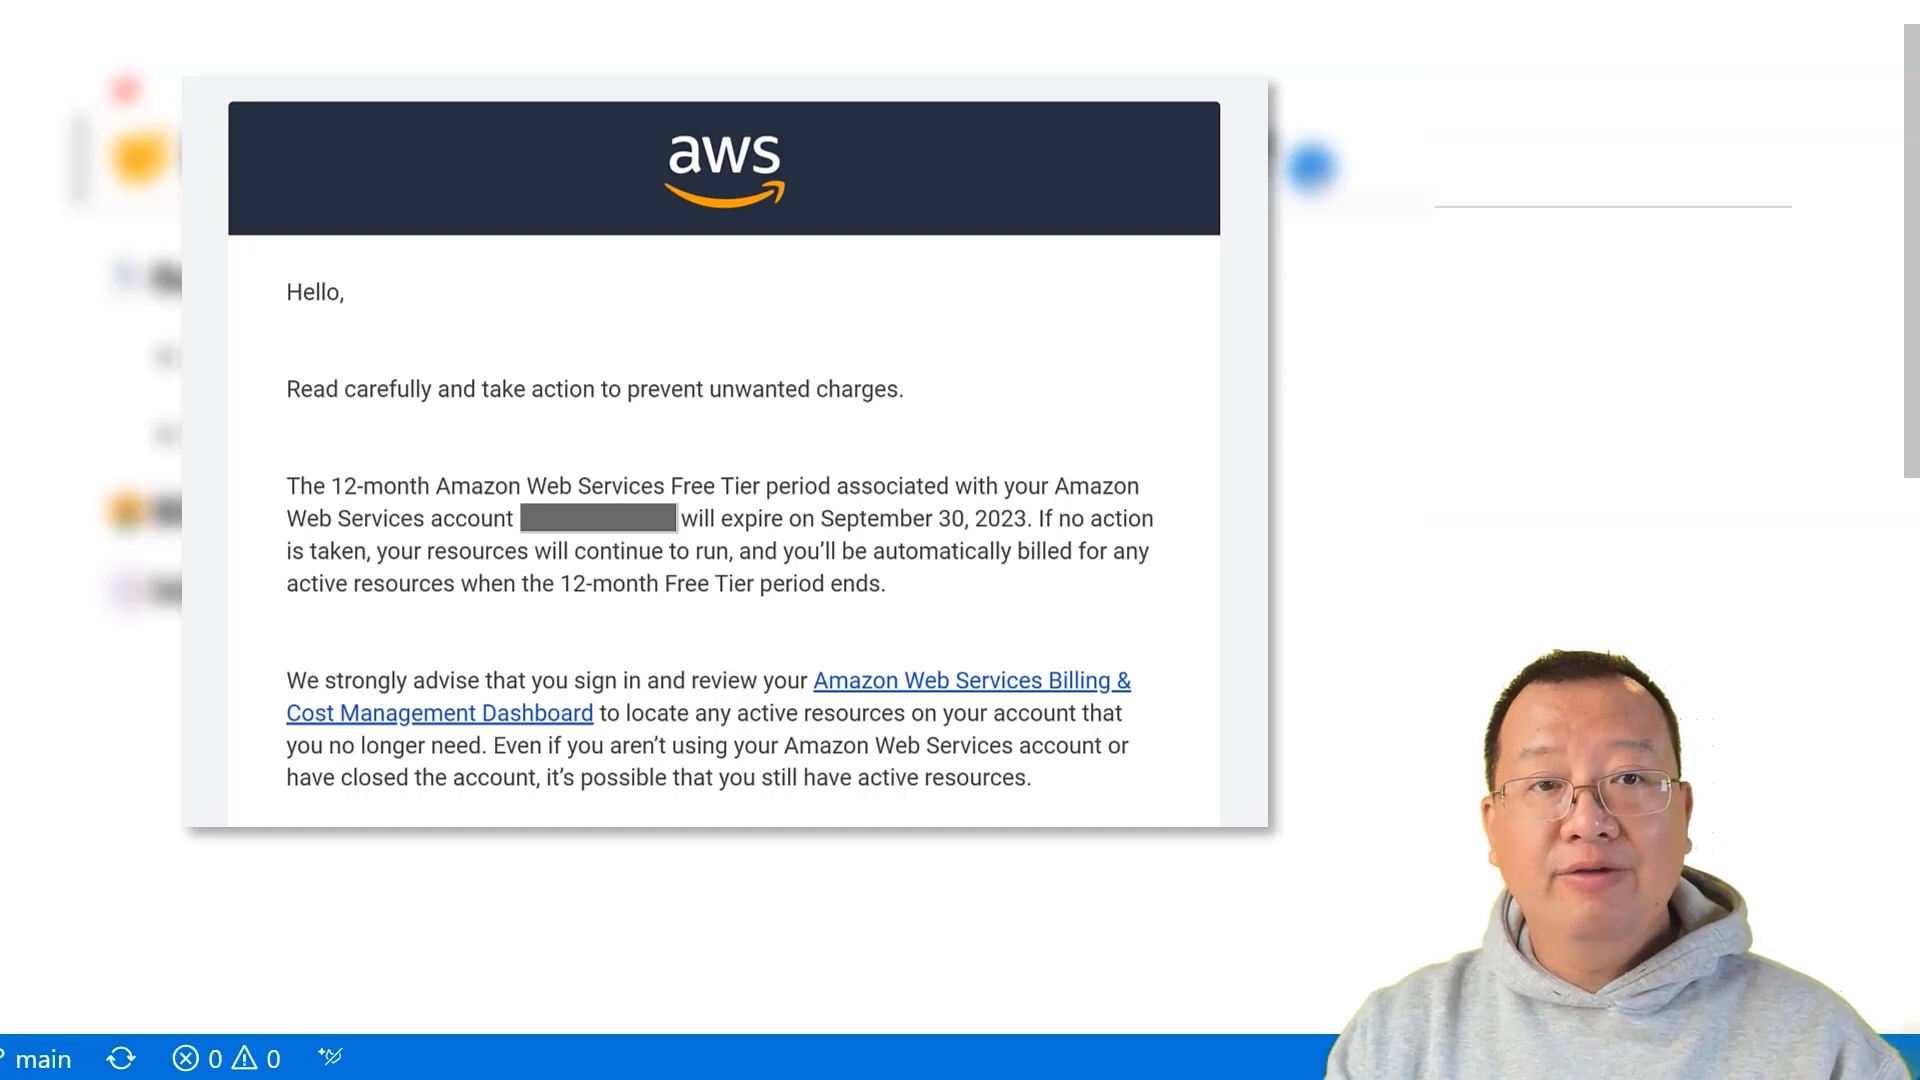 aws
Hello,
Read carefully and take action to prevent unwanted charges.
The 12-month Amazon Web Services Free Tier period associated with your Amazon
Web Services account will expire on September 30, 2023. If no action
is taken, your resources will continue to run, and you’ll be automatically billed for any
active resources when the 12-month Free Tier period ends.
We strongly advise that you sign in and review your Amazon Web Services Billing &
Cost Management Dashboard to locate any active resources on your account that
you no longer need. Even if you aren’t using your Amazon Web Services account or
have closed the account, it’s possible that you still have active resources.
main 0 0